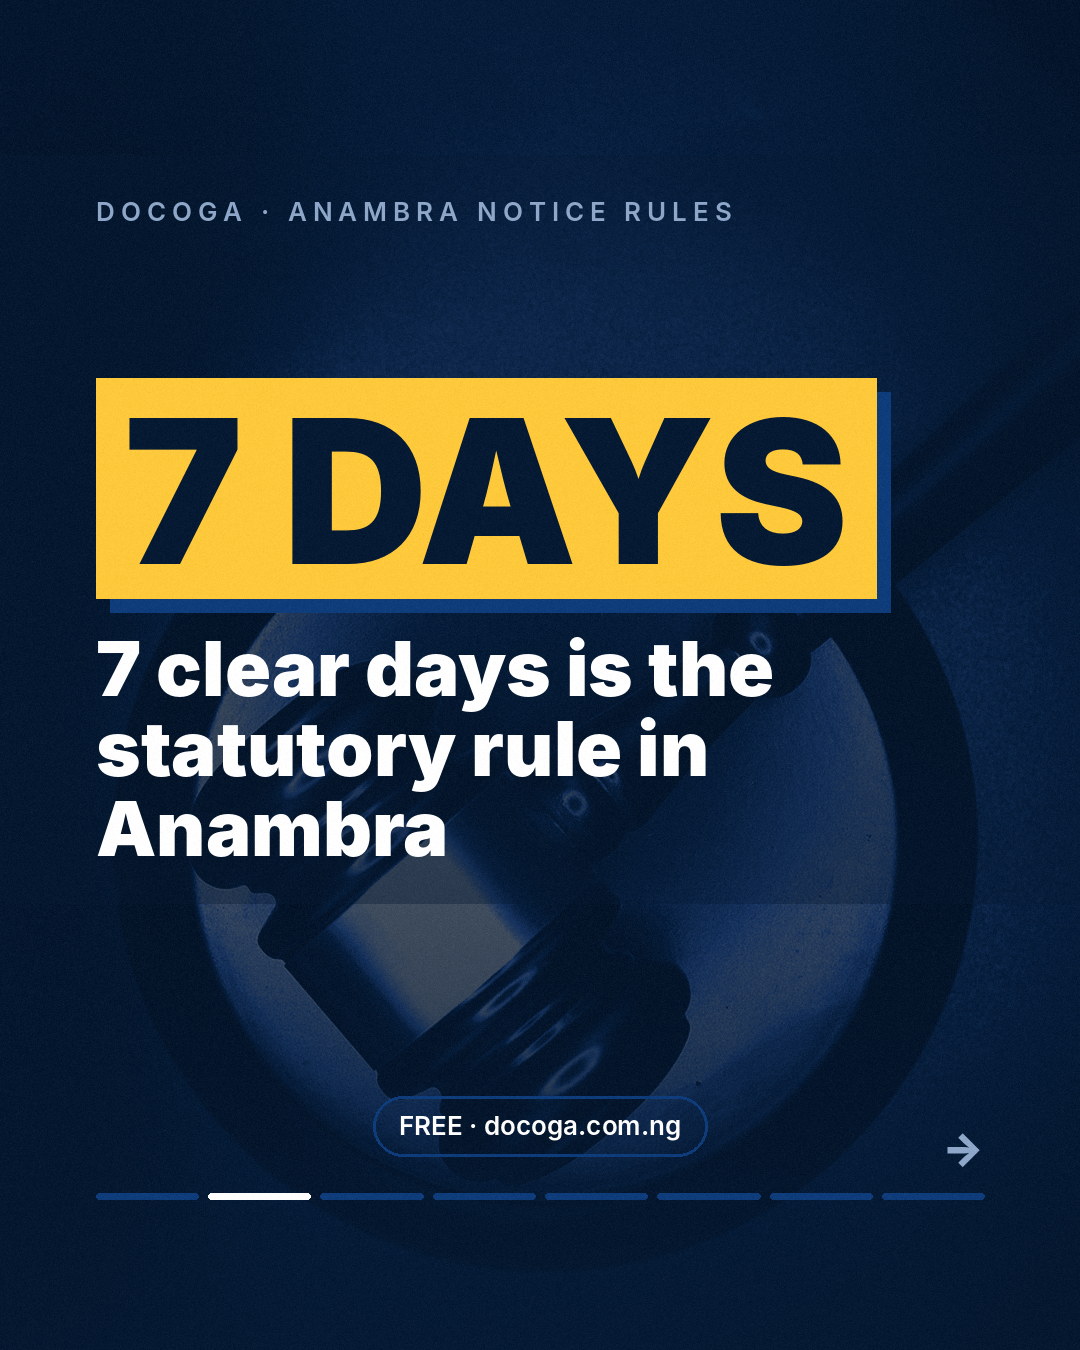 DOCOGA · ANAMBRA NOTICE RULES
7 DAYS
7 clear days is the
statutory rule in
Anambra
FREE · docoga.com.ng
→